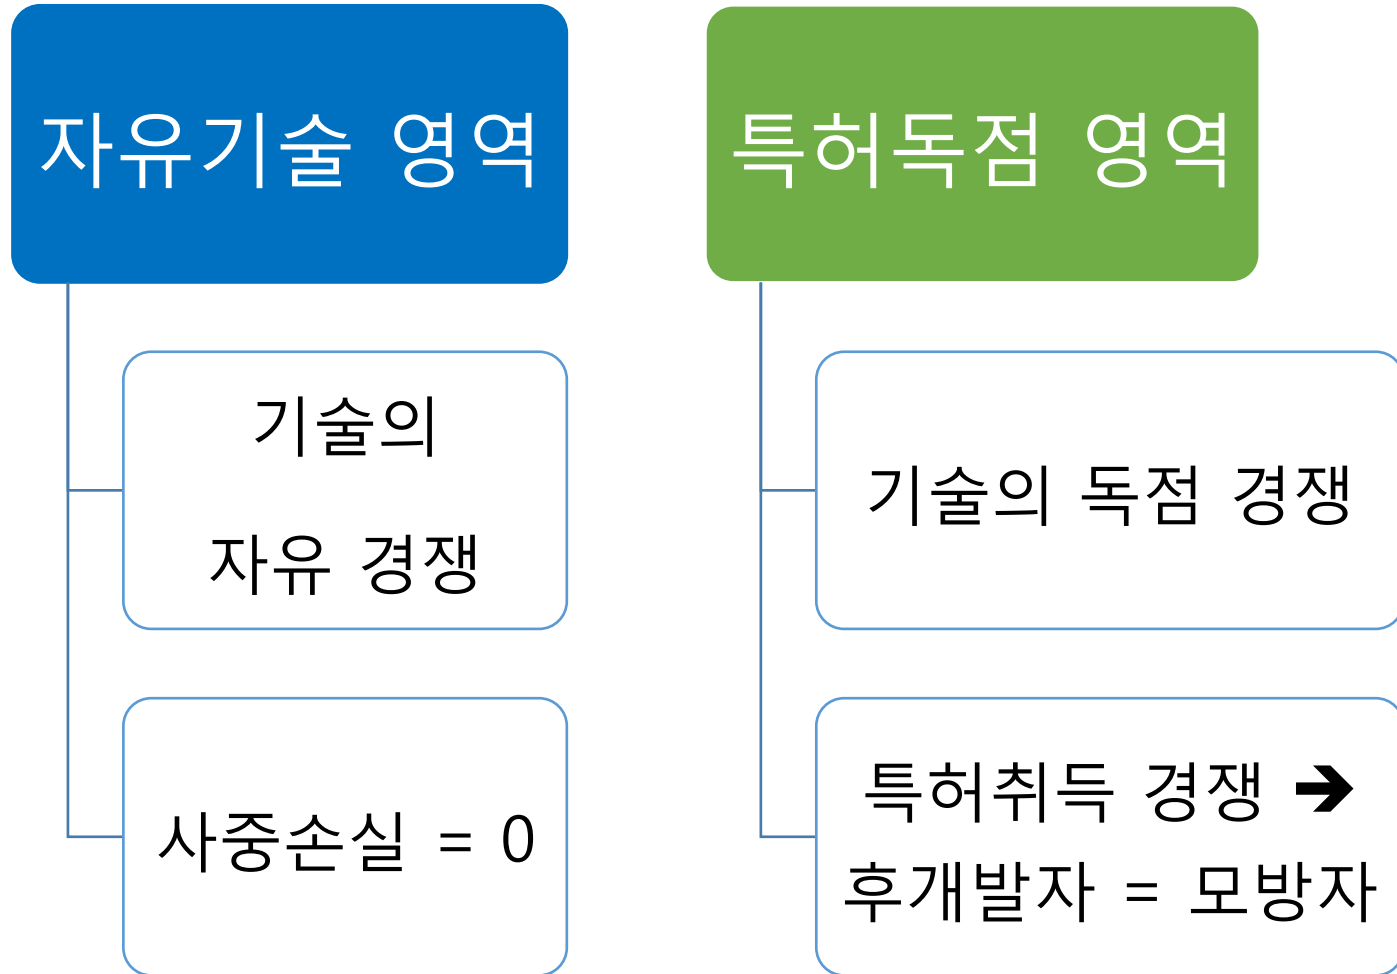 자유기술 영역
기술의
자유 경쟁
사중손실 = 0
특허독점 영역
기술의 독점 경쟁
특허취득 경쟁 ➔
후개발자 = 모방자